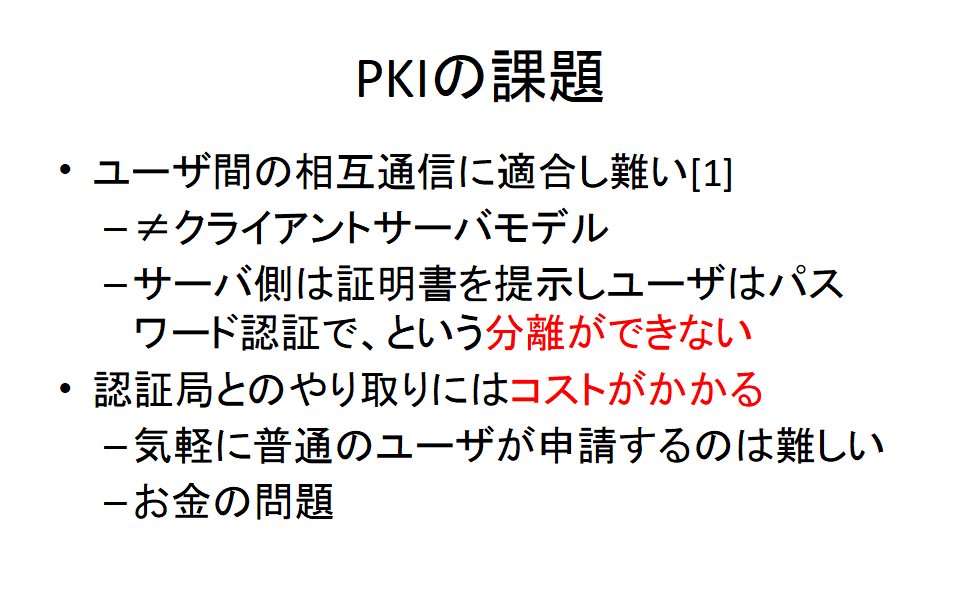 PKIの課題
• ユーザ間の相互通信に適合し難い[1]
–≠クライアントサーバモデル
–サーバ側は証明書を提示しユーザはパス
ワード認証で、という分離ができない
• 認証局とのやり取りにはコストがかかる
–気軽に普通のユーザが申請するのは難しい
–お金の問題